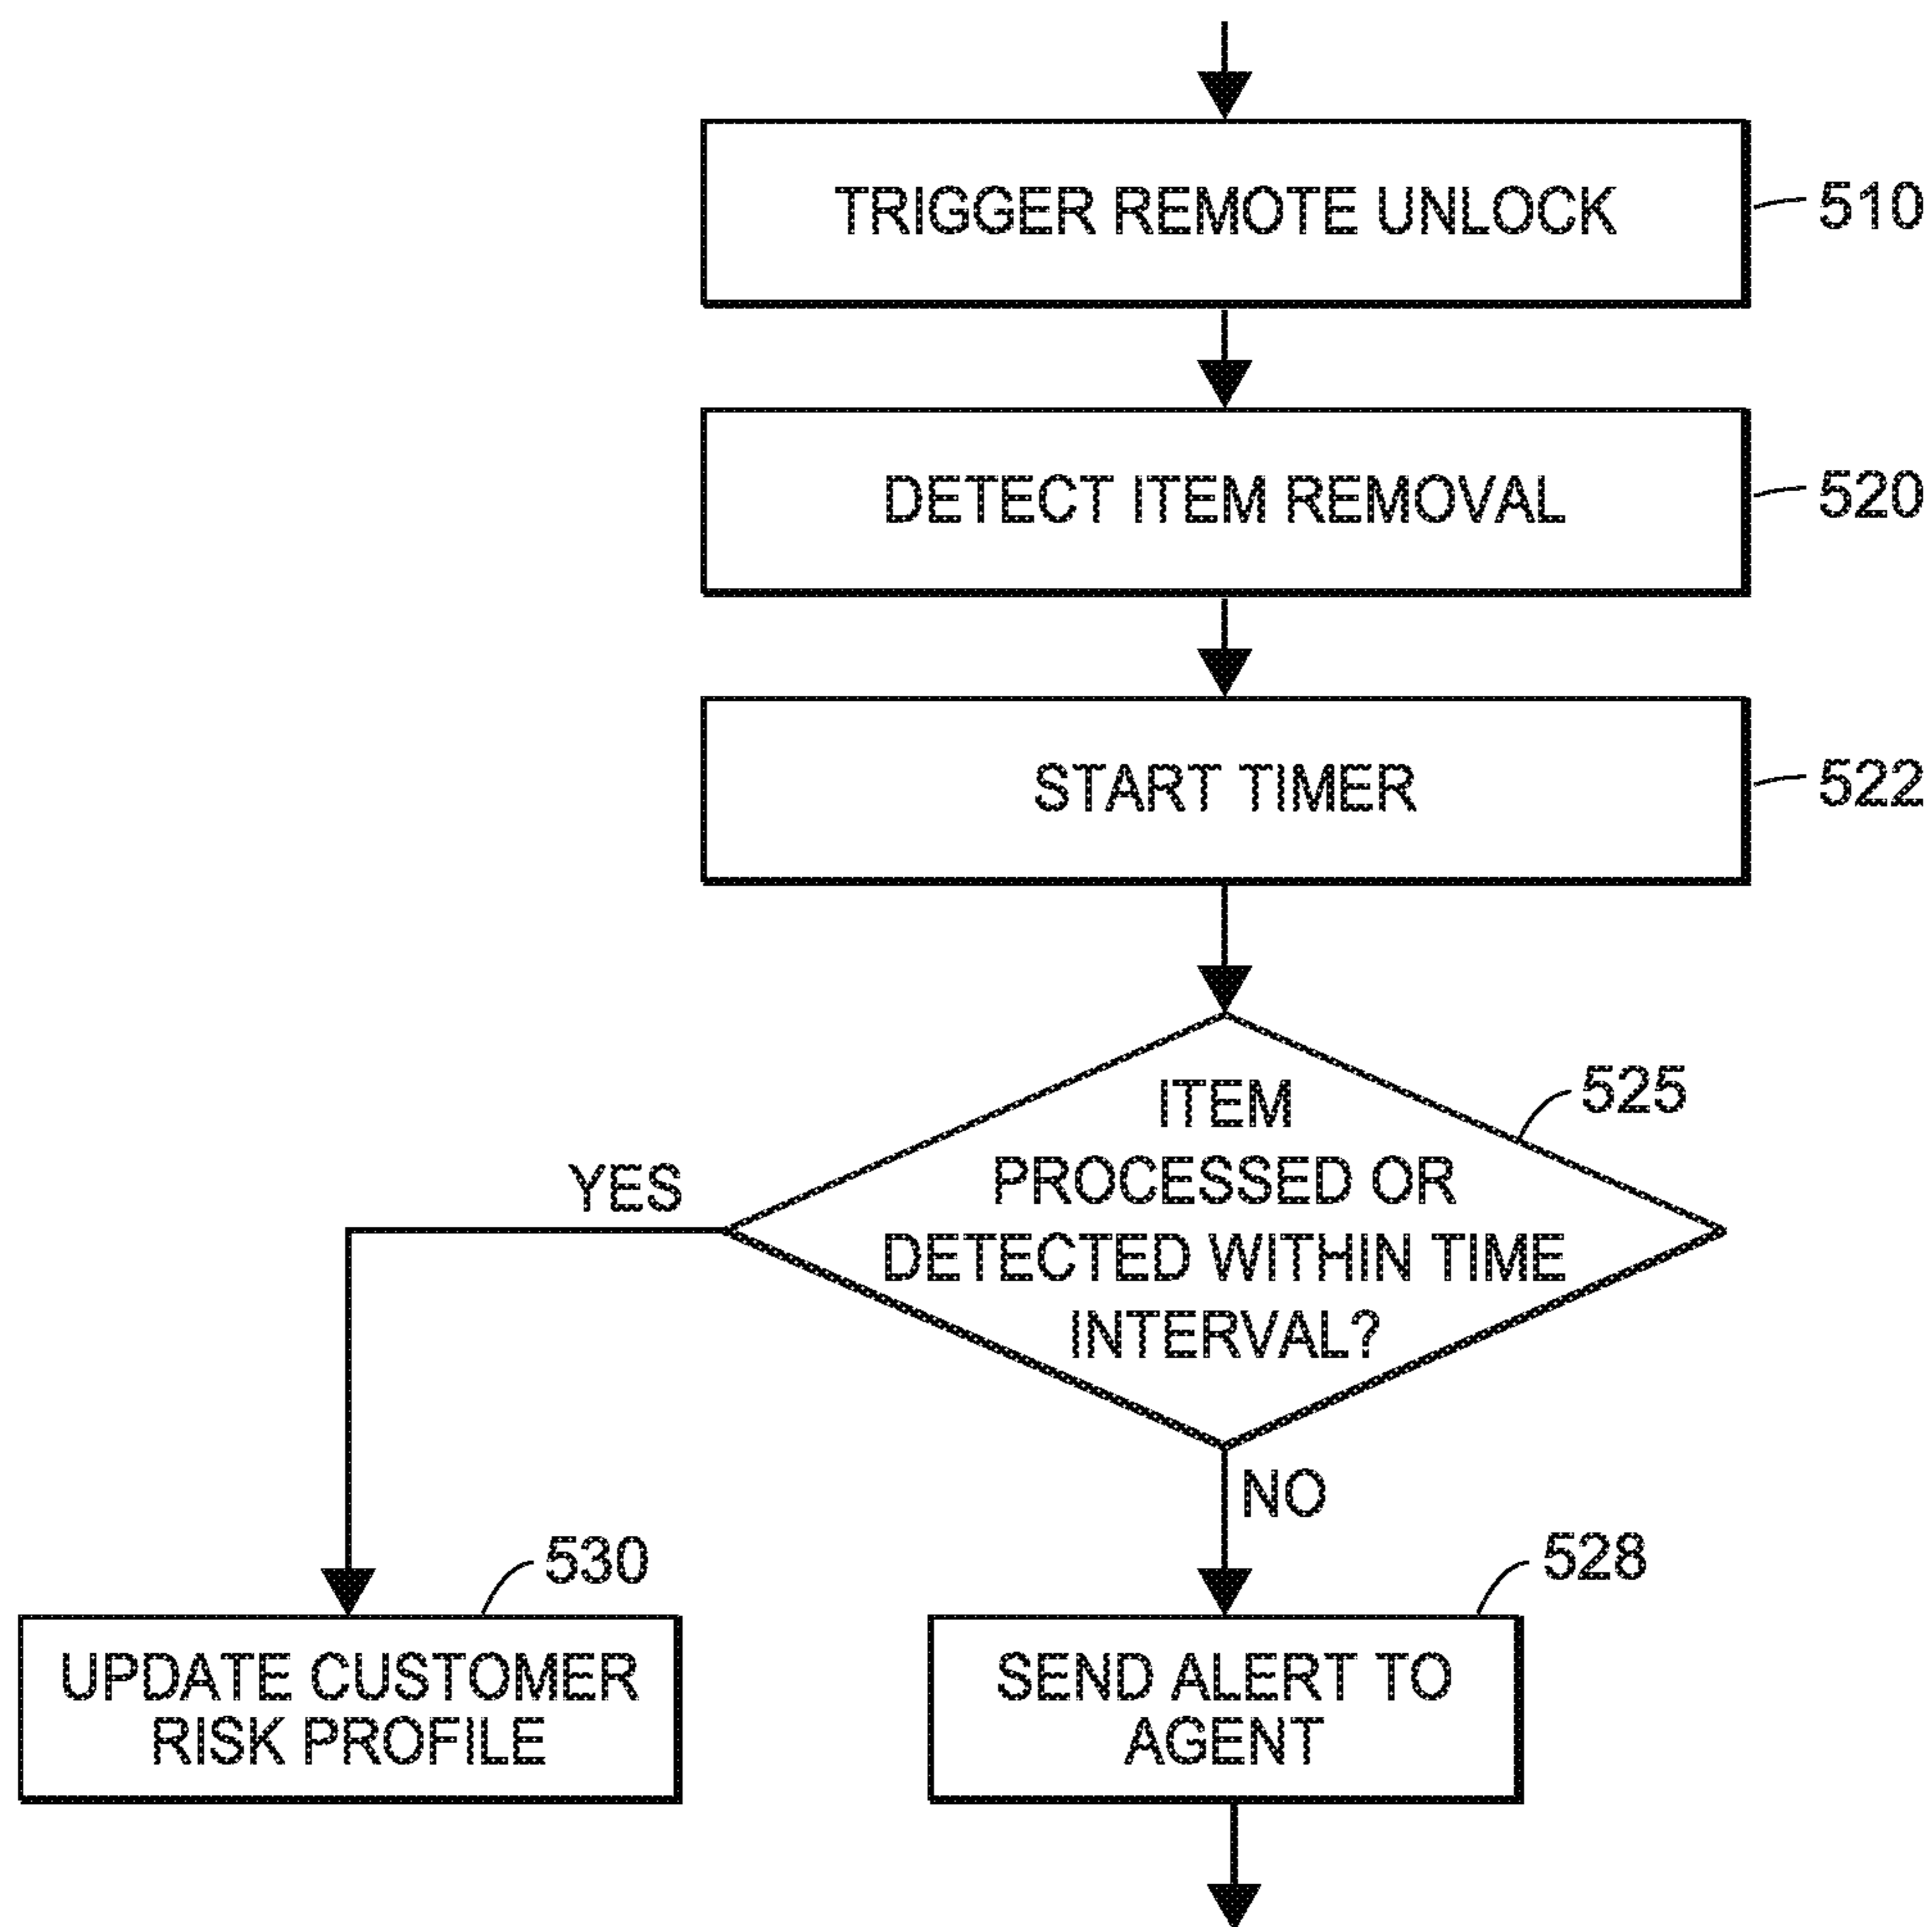 TRIGGER REMOTE UNLOCK
510
DETECT ITEM REMOVAL
520
START TIMER
522
ITEM
PROCESSED OR
DETECTED WITHIN TIME
INTERVAL?
525
YES
NO
530
UPDATE CUSTOMER
RISK PROFILE
528
SEND ALERT TO
AGENT